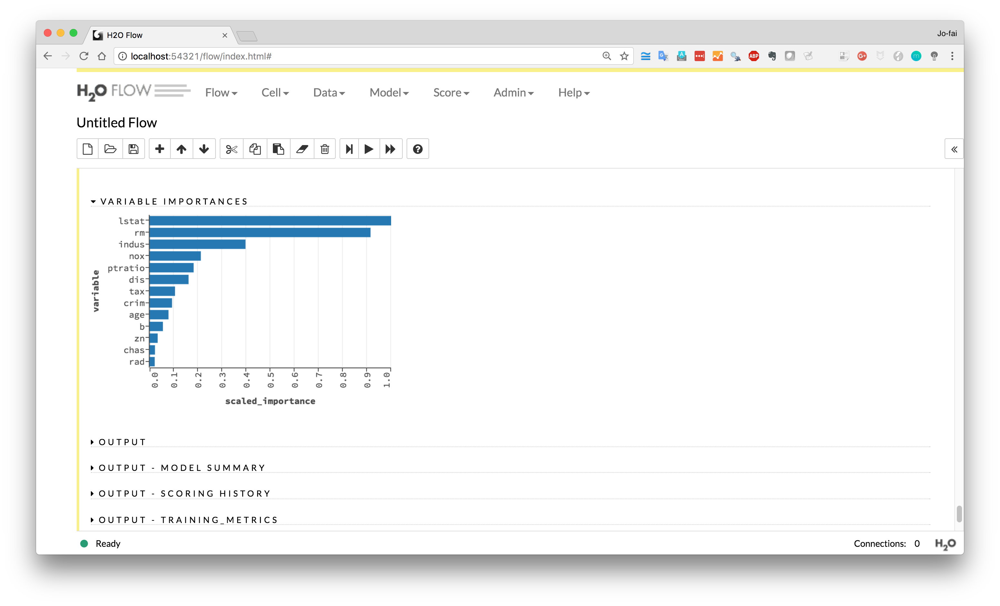 H2O Flow
Jo-fai
localhost:54321/flow/index.html#
H2O FLOW
Flow
Cell
Data
Model
Score
Admin
Help
Untitled Flow
VARIABLE IMPORTANCES
lstat
rm
indus
nox
ptratio
dis
tax
crim
age
b
zn
chas
rad
variable
0.0 0.1 0.2 0.3 0.4 0.5 0.6 0.7 0.8 0.9 1.0
scaled_importance
OUTPUT
OUTPUT - MODEL SUMMARY
OUTPUT - SCORING HISTORY
OUTPUT - TRAINING_METRICS
Ready
Connections: 0
H2O